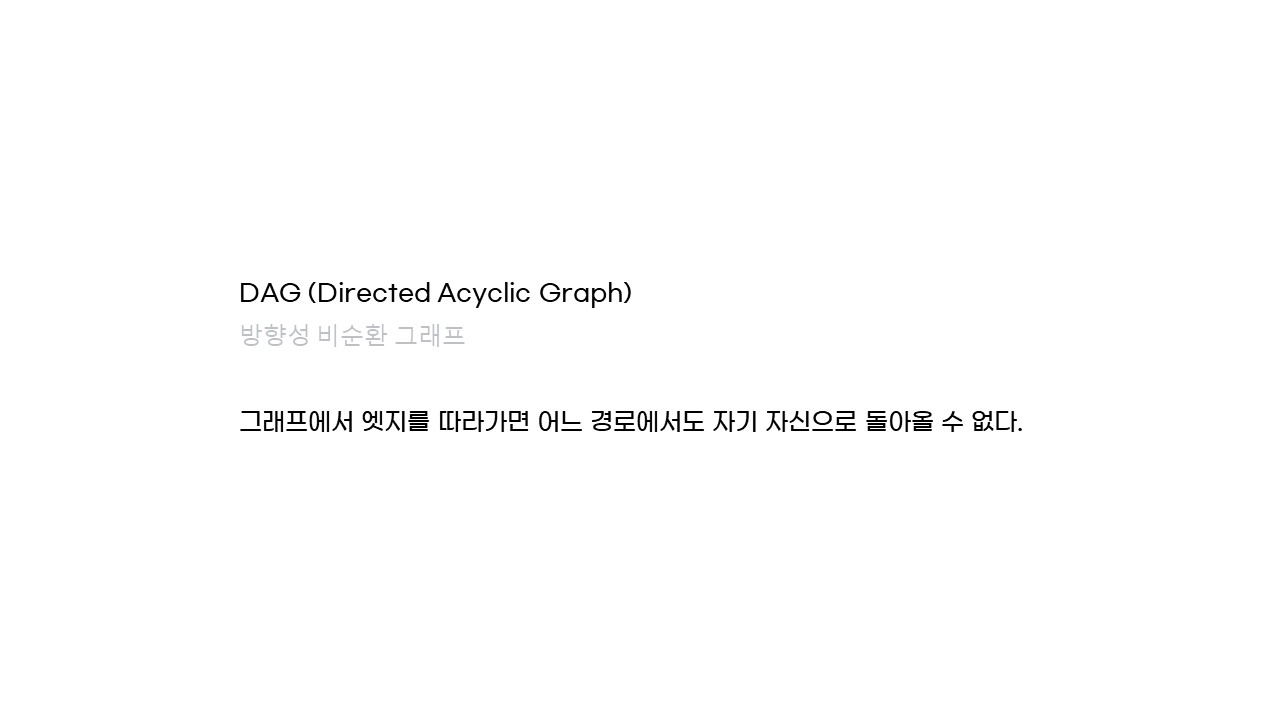 DAG (Directed Acyclic Graph)
방향성 비순환 그래프
그래프에서 엣지를 따라가면 어느 경로에서도 자기 자신으로 돌아올 수 없다.